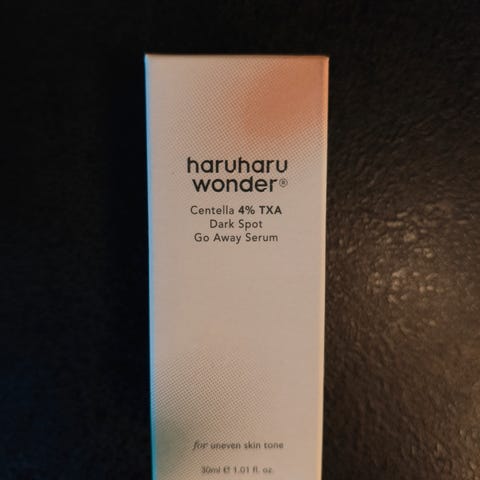 haruharu
wonder®
Centella 4% TXA
Dark Spot
Go Away Serum
for uneven skin tone
30ml ℮ 1.01 fl. oz.